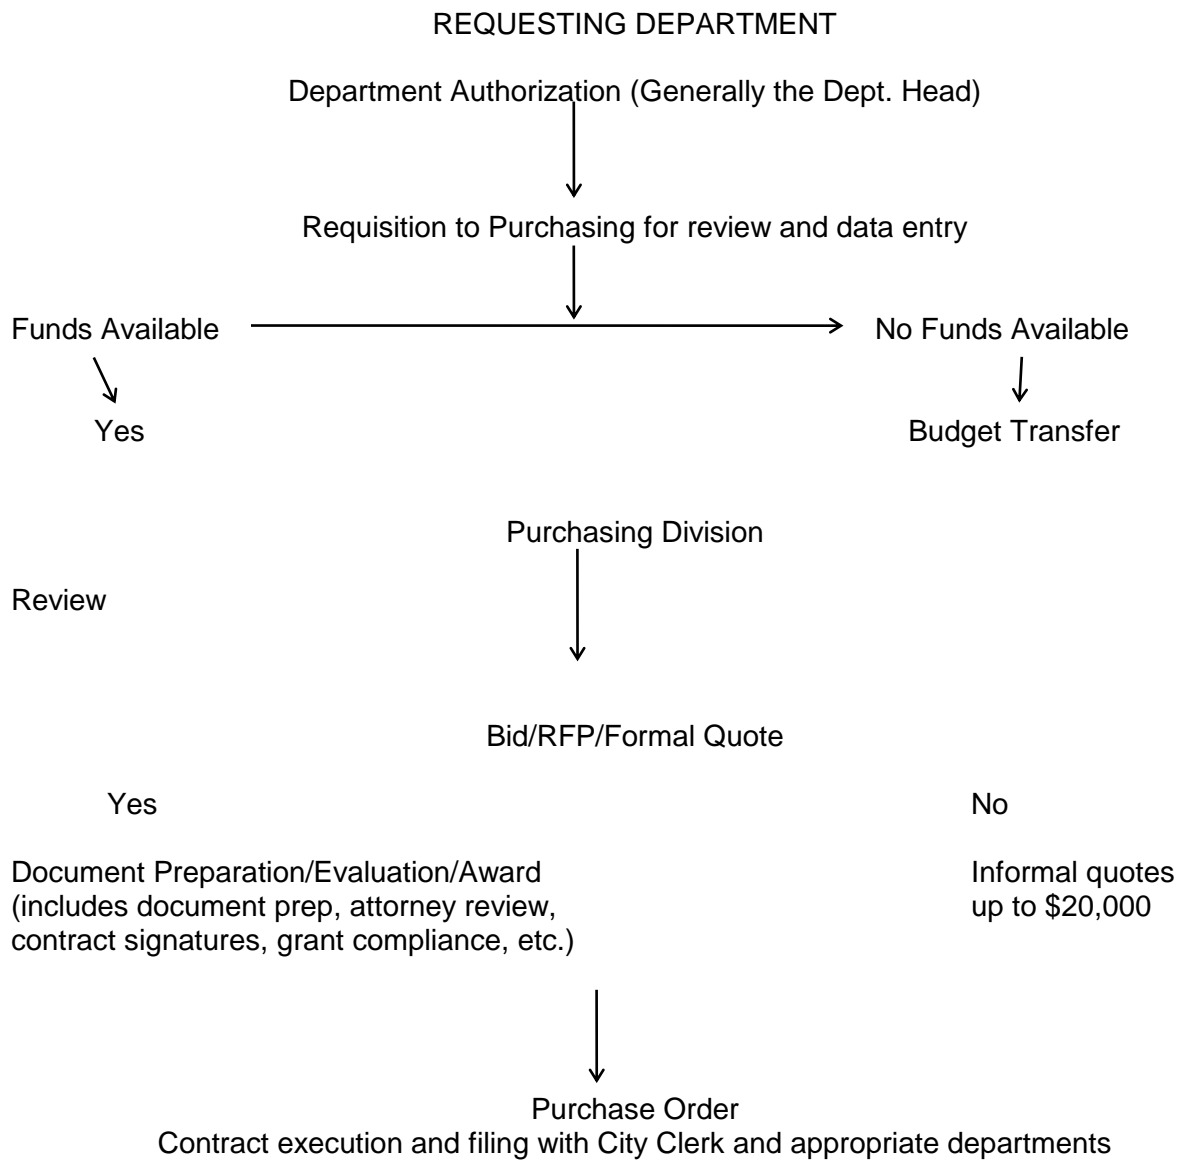 REQUESTING DEPARTMENT
Department Authorization (Generally the Dept. Head)
Requisition to Purchasing for review and data entry
Funds Available
No Funds Available
Yes
Budget Transfer
Purchasing Division
Review
Bid/RFP/Formal Quote
Yes
No
Document Preparation/Evaluation/Award
(includes document prep, attorney review,
contract signatures, grant compliance, etc.)
Informal quotes
up to $20,000
Purchase Order
Contract execution and filing with City Clerk and appropriate departments